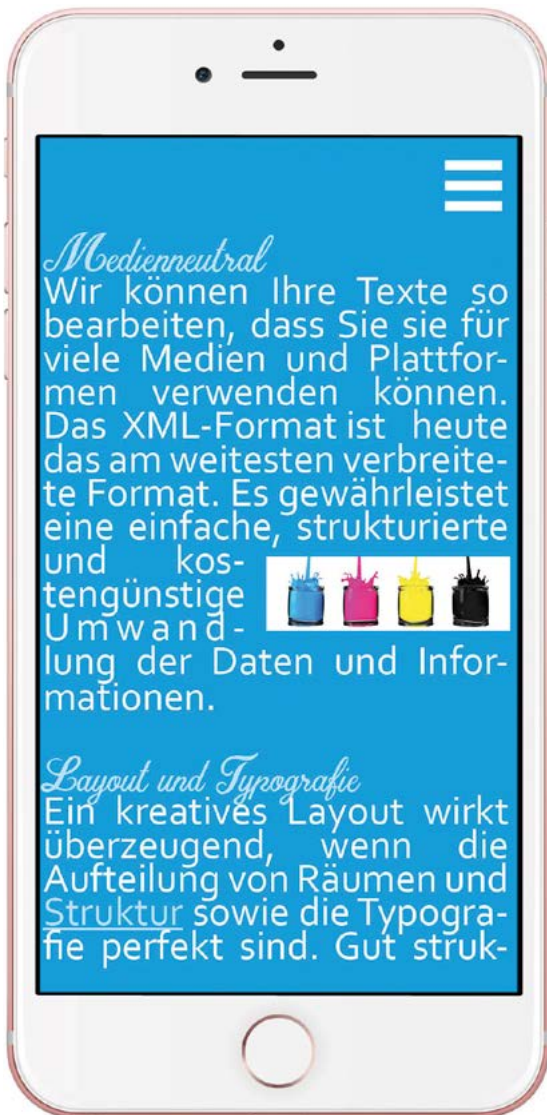 Medienneutral
Wir können Ihre Texte so
bearbeiten, dass Sie sie für
viele Medien und Plattfor-
men verwenden können.
Das XML-Format ist heute
das am weitesten verbreite-
te Format. Es gewährleistet
eine einfache, strukturierte
und kos-
tengünstige
Umwand-
lung der Daten und Infor-
mationen.
Layout und Typografie
Ein kreatives Layout wirkt
überzeugend, wenn die
Aufteilung von Räumen und
Struktur sowie die Typogra-
fie perfekt sind. Gut struk-